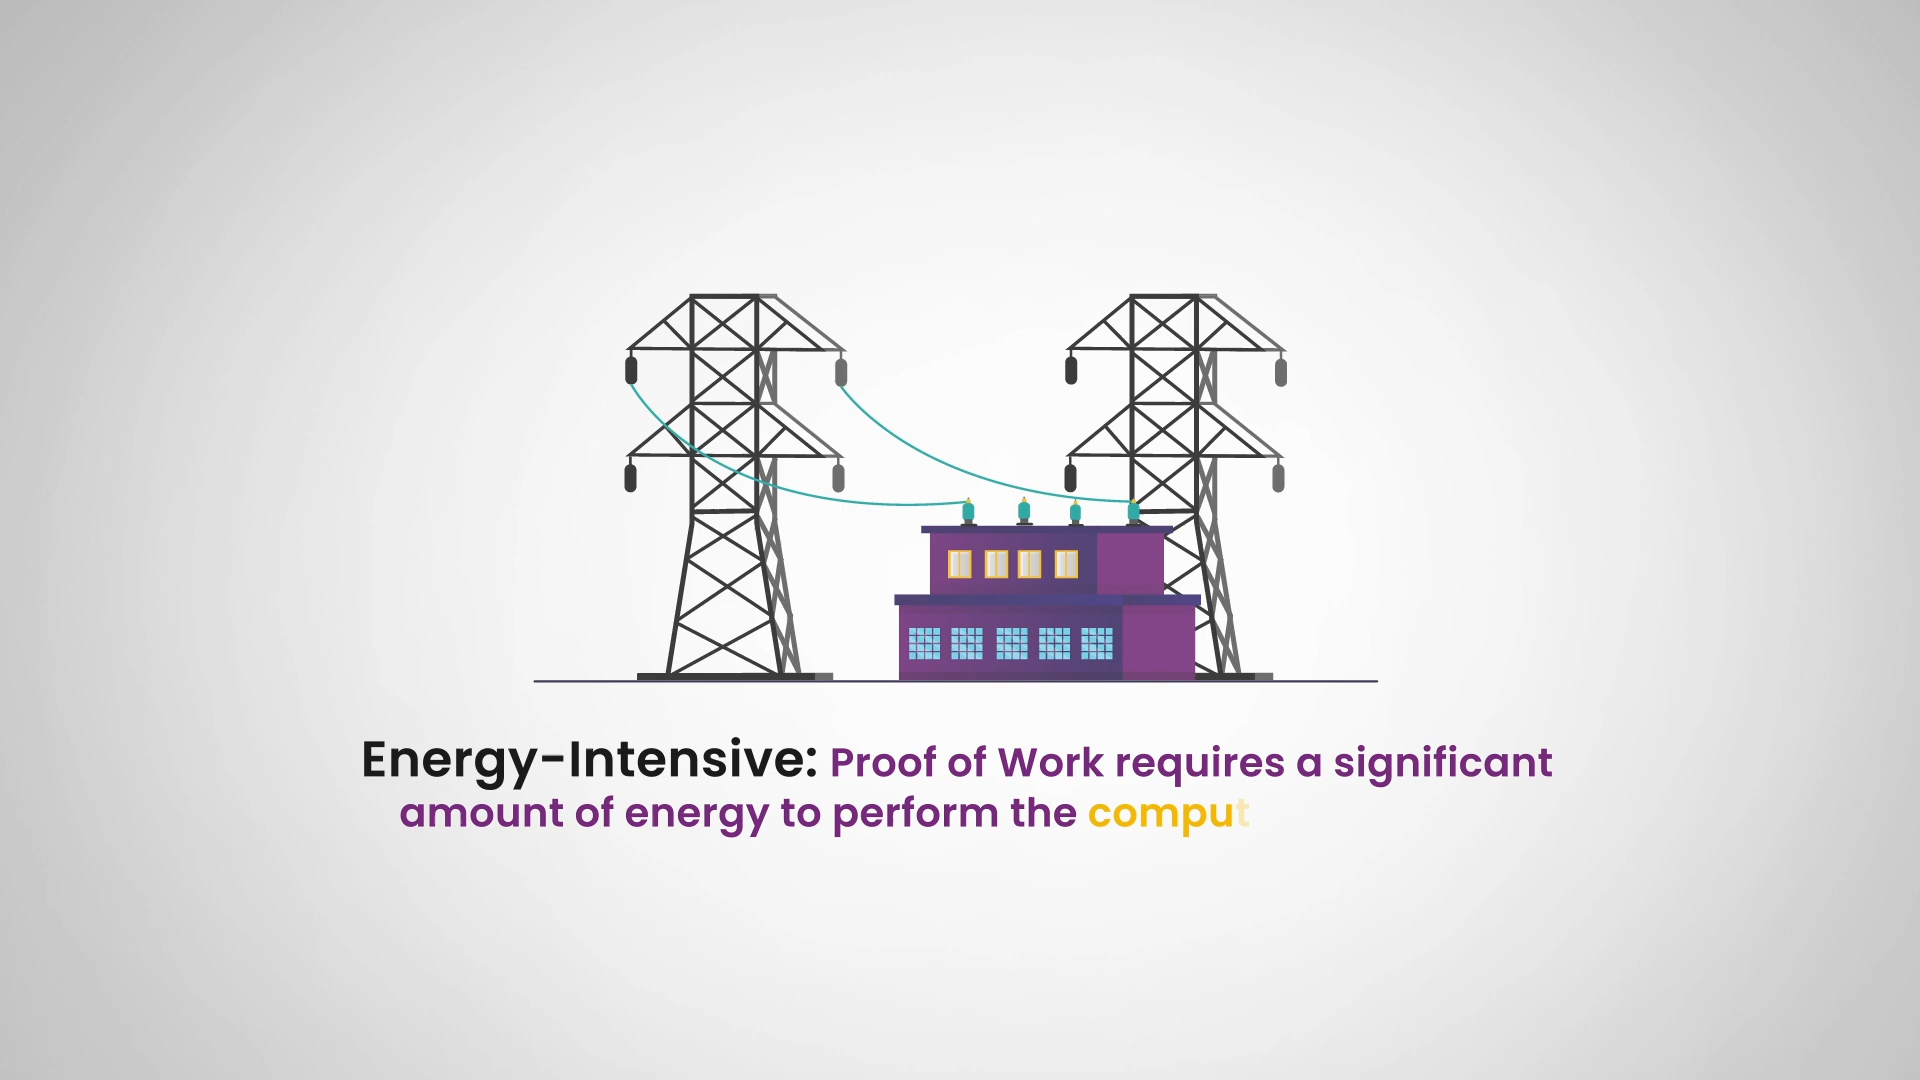 Energy-Intensive: Proof of Work requires a significant
amount of energy to perform the comput